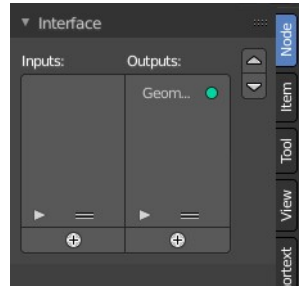 Interface
Inputs: Outputs:
Geom...
Node
Item
Tool
View
ortext